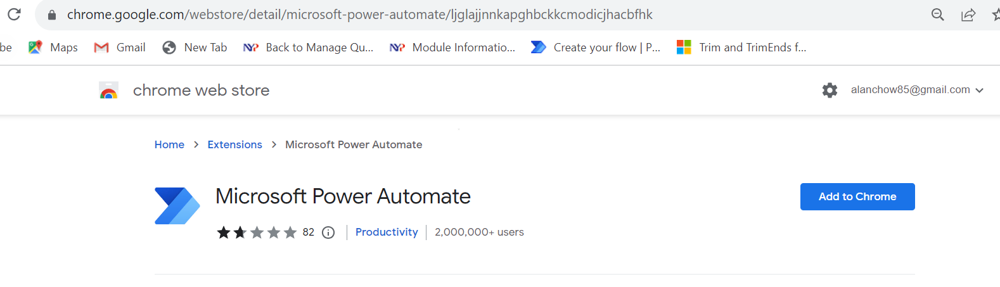 chrome.google.com/webstore/detail/microsoft-power-automate/ljglajjnnkapghbckkcmodicjhacbfhk
be Maps Gmail New Tab NYP Back to Manage Qu... NYP Module Informatio... Create your flow | P... Trim and TrimEnds f...
chrome web store alanchow85@gmail.com
Home > Extensions > Microsoft Power Automate
Microsoft Power Automate Add to Chrome
82 Productivity 2,000,000+ users